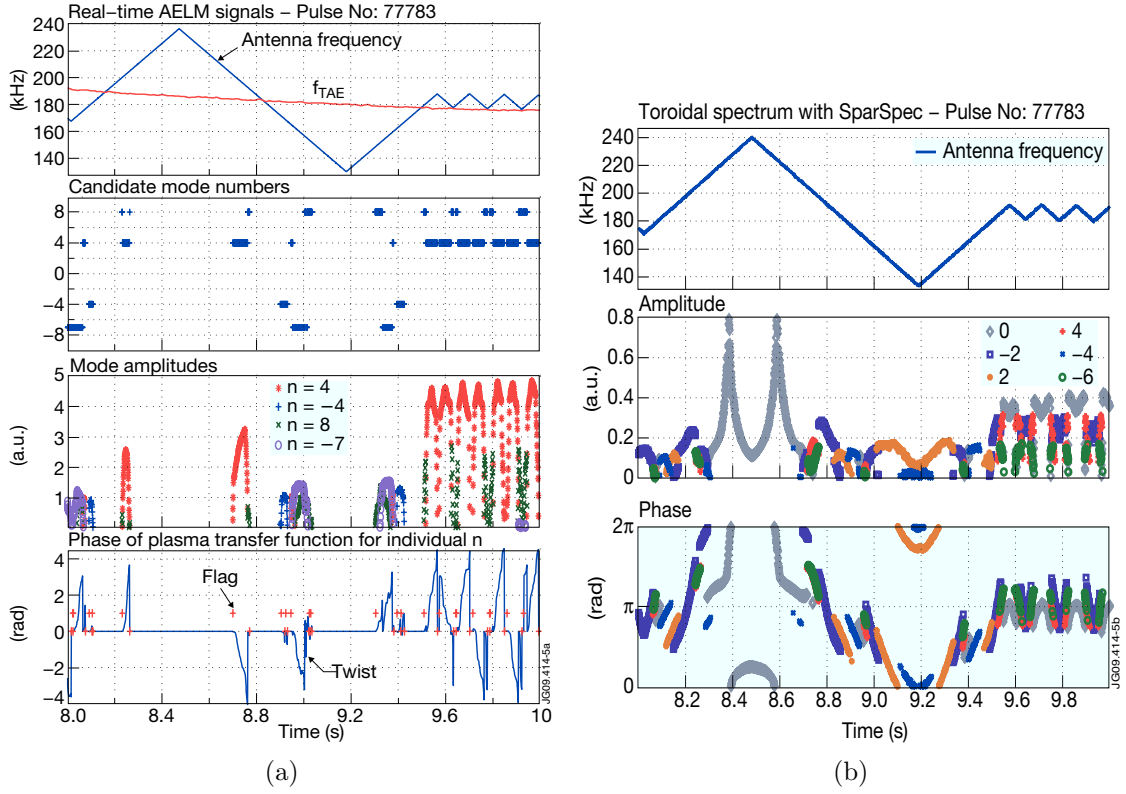 Real-time AELM signals – Pulse No: 77783
240
220
200
180
160
140
(kHz)
Antenna frequency
fTAE
Candidate mode numbers
8
4
0
−4
−8
Mode amplitudes
5
4
3
2
1
(a.u.)
n = 4
n = −4
n = 8
n = −7
Phase of plasma transfer function for individual n
4
2
0
−2
−4
(rad)
Flag
Twist
JG09.414-5a
8.0 8.4 8.8 9.2 9.6 10
Time (s)
(a)
Toroidal spectrum with SparSpec – Pulse No: 77783
240
220
200
180
160
140
(kHz)
Antenna frequency
Amplitude
0.8
0.6
0.4
0.2
0
(a.u.)
0 4
−2 −4
2 −6
Phase
2π
π
0
(rad)
JG09.414-5b
8.2 8.4 8.6 8.8 9.0 9.2 9.4 9.6 9.8
Time (s)
(b)